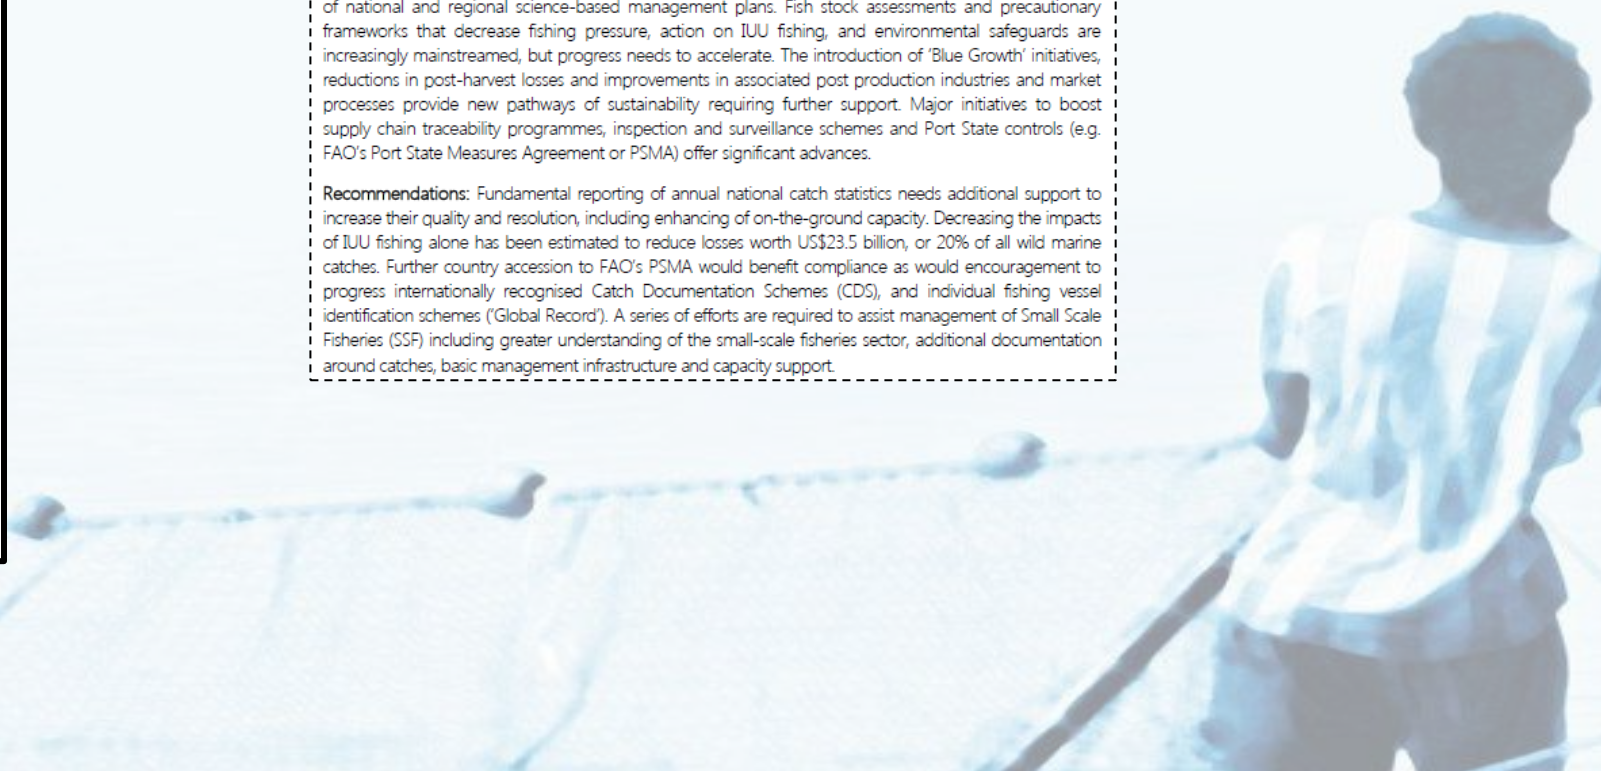 of national and regional science-based management plans. Fish stock assessments and precautionary
frameworks that decrease fishing pressure, action on IUU fishing, and environmental safeguards are
increasingly mainstreamed, but progress needs to accelerate. The introduction of 'Blue Growth' initiatives,
reductions in post-harvest losses and improvements in associated post production industries and market
processes provide new pathways of sustainability requiring further support. Major initiatives to boost
supply chain traceability programmes, inspection and surveillance schemes and Port State controls (e.g.
FAO's Port State Measures Agreement or PSMA) offer significant advances.
Recommendations: Fundamental reporting of annual national catch statistics needs additional support to
increase their quality and resolution, including enhancing of on-the-ground capacity. Decreasing the impacts
of IUU fishing alone has been estimated to reduce losses worth US$23.5 billion, or 20% of all wild marine
catches. Further country accession to FAO's PSMA would benefit compliance as would encouragement to
progress internationally recognised Catch Documentation Schemes (CDS), and individual fishing vessel
identification schemes ('Global Record'). A series of efforts are required to assist management of Small Scale
Fisheries (SSF) including greater understanding of the small-scale fisheries sector, additional documentation
around catches, basic management infrastructure and capacity support.